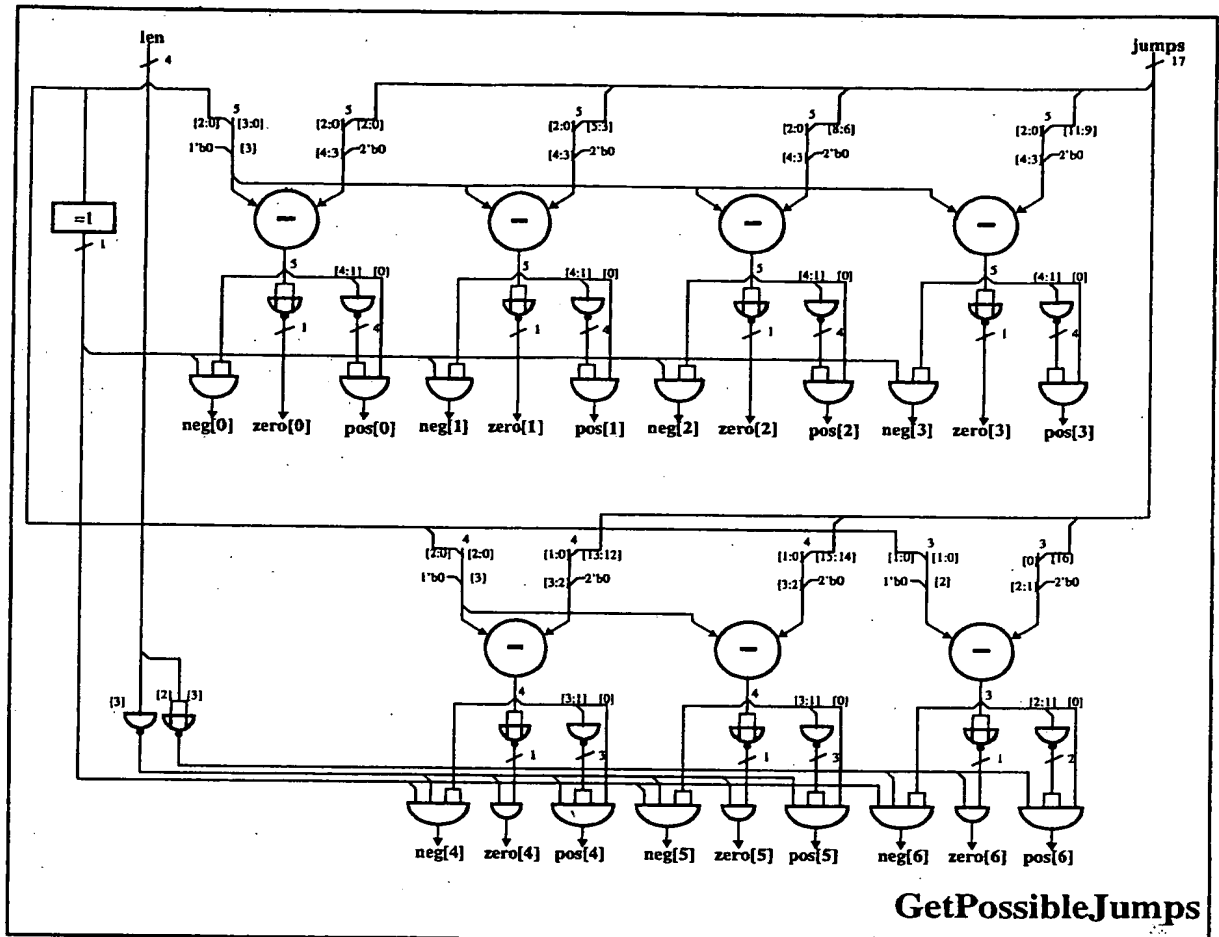 len
4
jumps
17
5
[2:0] [3:0]
1'b0 [3]
5
[2:0] [2:0]
[4:3] 2'b0
5
[2:0] [5:3]
[4:3] 2'b0
5
[2:0] [8:6]
[4:3] 2'b0
5
[2:0] [11:9]
[4:3] 2'b0
=1
1
− − − −
5 [4:1] [0] 5 [4:1] [0] 5 [4:1] [0] 5 [4:1] [0]
1 4 1 4 1 4 1 4
neg[0] zero[0] pos[0] neg[1] zero[1] pos[1] neg[2] zero[2] pos[2] neg[3] zero[3] pos[3]
4
[2:0] [2:0]
1'b0 [3]
4
[1:0] [13:12]
[3:2] 2'b0
4
[1:0] [15:14]
[3:2] 2'b0
3
[1:0] [1:0]
1'b0 [2]
3
[0] [16]
[2:1] 2'b0
− − −
[3] [2] [3]
4 [3:1] [0] 4 [3:1] [0] 3 [2:1] [0]
1 3 1 3 1 2
neg[4] zero[4] pos[4] neg[5] zero[5] pos[5] neg[6] zero[6] pos[6]
GetPossibleJumps